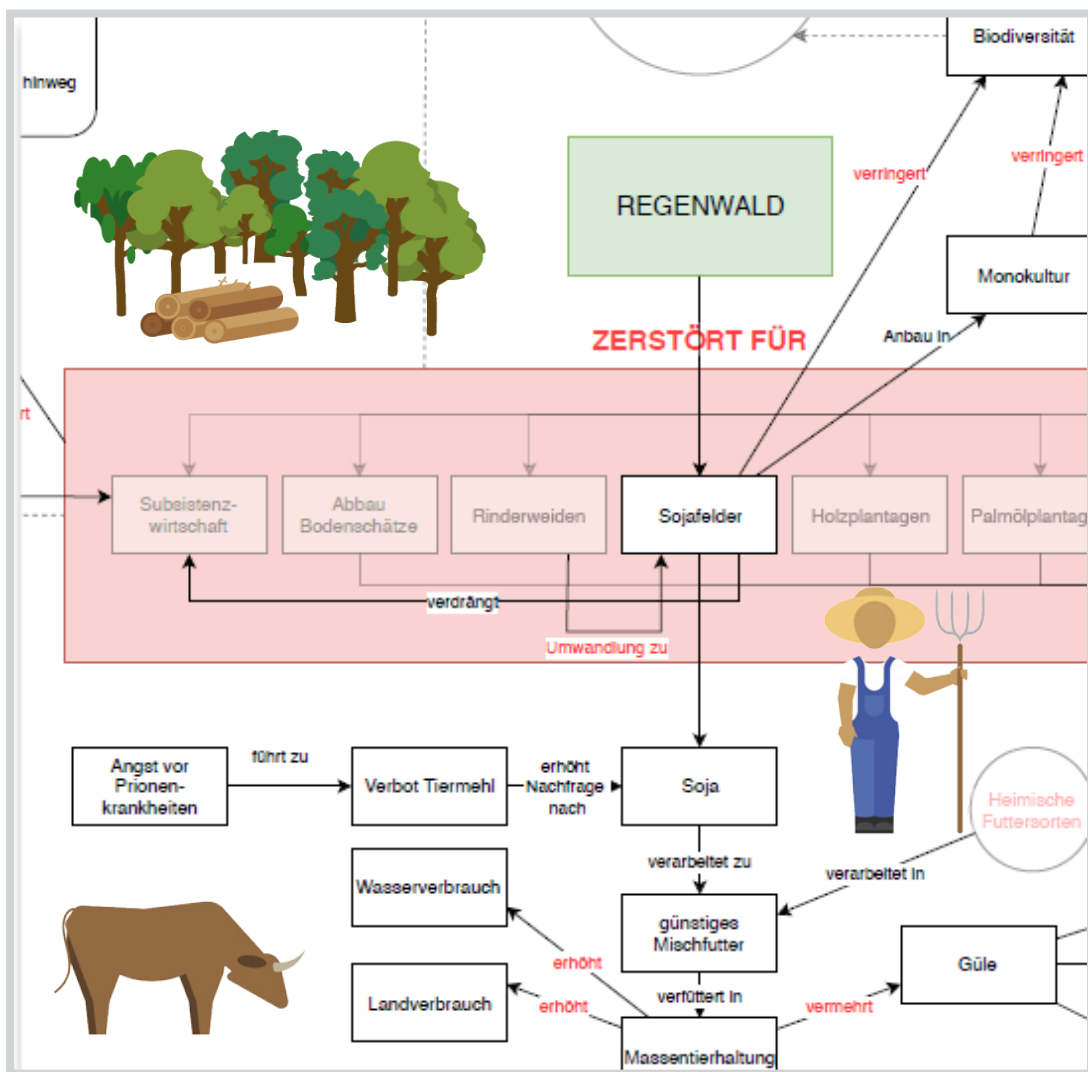 hinweg
Biodiversität
verringert
verringert
REGENWALD
Monokultur
ZERSTÖRT FÜR
Anbau in
rt
Subsistenz-
wirtschaft
Abbau
Bodenschätze
Rinderweiden
Sojafelder
Holzplantagen
Palmölplantag
verdrängt
Umwandlung zu
Angst vor
Prionen-
krankheiten
führt zu
Verbot Tiermehl
erhöht
Nachfrage
nach
Soja
Heimische
Futtersorten
verarbeitet zu
verarbeitet in
Wasserverbrauch
günstiges
Mischfutter
Güle
erhöht
Landverbrauch
erhöht
verfüttert in
vermehrt
Massentierhaltung